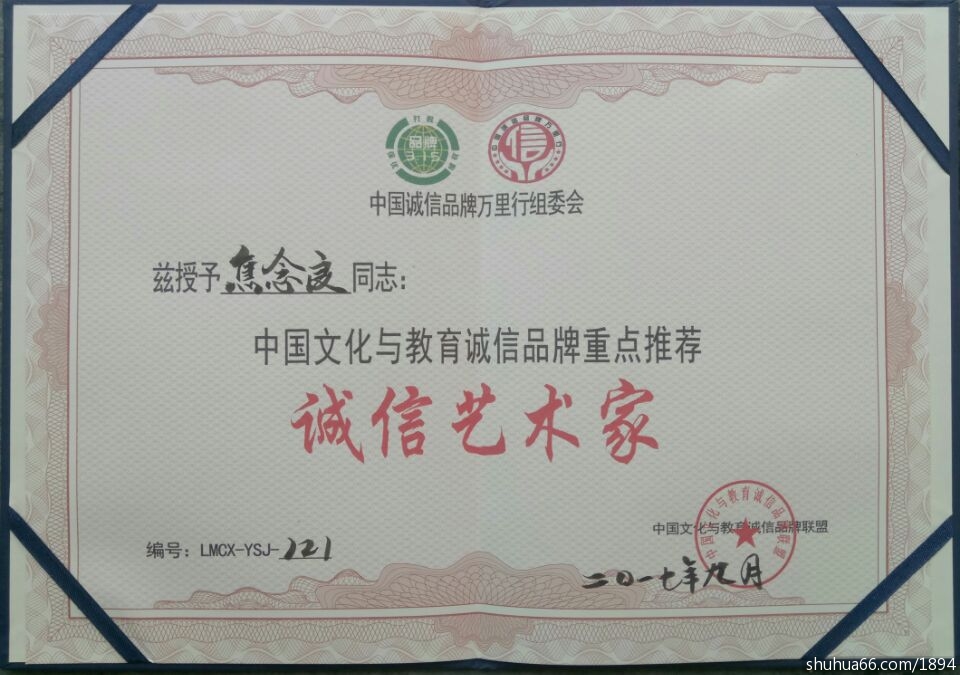 品牌
315
中国诚信品牌万里行组委会
兹授予 焦念良 同志：
中国文化与教育诚信品牌重点推荐
诚信艺术家
中国文化与教育诚信品牌联盟
编号：LMCX-YSJ-121
二〇一七年九月
shuhua66.com/1894